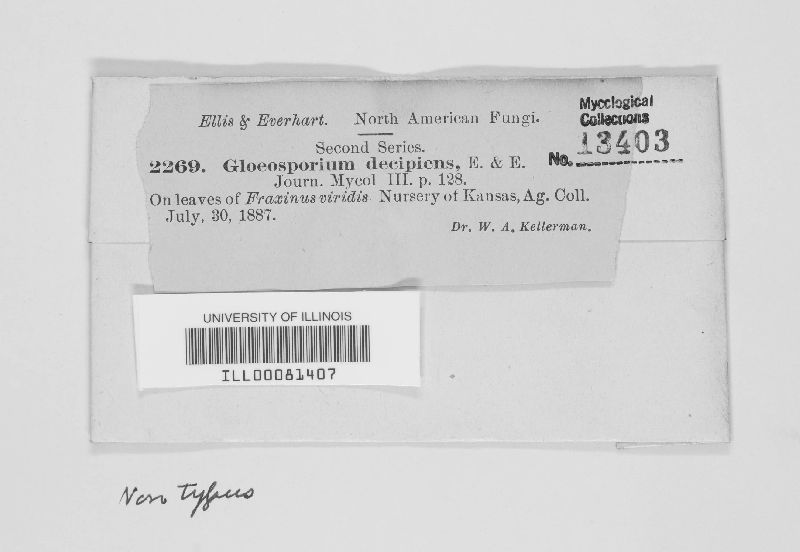 Ellis & Everhart. North American Fungi.
Second Series.
Mycological
Collections
No. 13403
2269. Gloeosporium decipiens, E. & E.
Journ. Mycol III. p. 128.
On leaves of Fraxinus viridis Nursery of Kansas, Ag. Coll.
July, 30, 1887.
Dr. W. A. Kellerman.
UNIVERSITY OF ILLINOIS
ILL00081407
Non typus